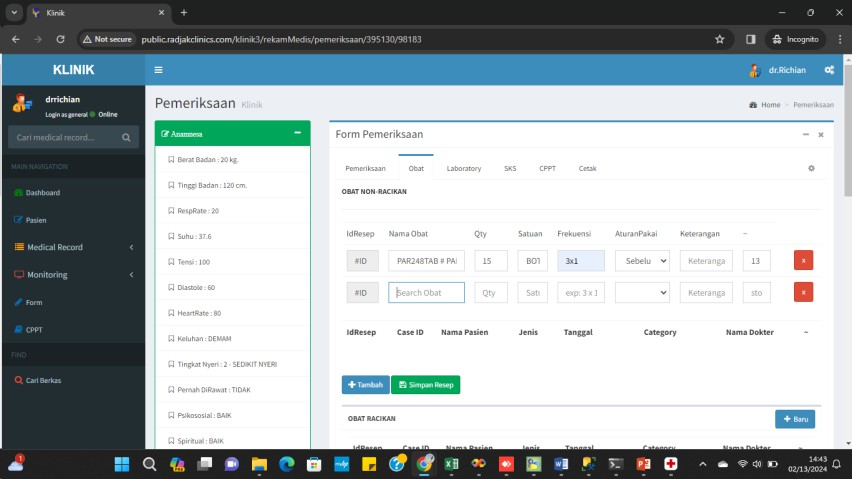 Klinik
Not secure public.radjakclinics.com/klinik3/rekamMedis/pemeriksaan/395130/98183
Incognito
KLINIK
dr.Richian
drrichian
Login as general Online
Cari medical record...
MAIN NAVIGATION
Dashboard
Pasien
Medical Record
Monitoring
Form
CPPT
FIND
Cari Berkas
Pemeriksaan Klinik
Home > Pemeriksaan
Anamnesa
Berat Badan : 20 kg.
Tinggi Badan : 120 cm.
RespRate : 20
Suhu : 37.6
Tensi : 100
Diastole : 60
HeartRate : 80
Keluhan : DEMAM
Tingkat Nyeri : 2 - SEDIKIT NYERI
Pernah DiRawat : TIDAK
Psikososial : BAIK
Spiritual : BAIK
Form Pemeriksaan
Pemeriksaan Obat Laboratory SKS CPPT Cetak
OBAT NON-RACIKAN
IdResep Nama Obat Qty Satuan Frekuensi AturanPakai Keterangan ~
#ID PAR248TAB # PAI 15 BOT 3x1 Sebelu Keteranga 13 x
#ID Search Obat Qty Satu exp: 3 x 1 Keteranga sto x
IdResep Case ID Nama Pasien Jenis Tanggal Category Nama Dokter ~
+ Tambah Simpan Resep
OBAT RACIKAN + Baru
IdResep Case ID Nama Pasien Jenis Tanggal Category Nama Dokter ~
1
14:43
02/13/2024